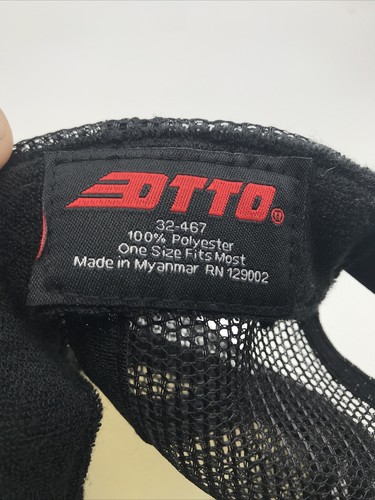 OTTO®
32-467
100% Polyester
One Size Fits Most
Made in Myanmar RN 129002